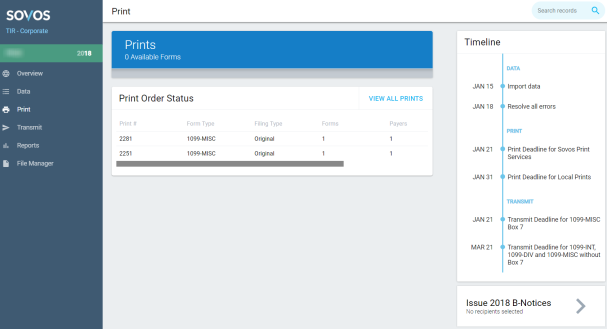 SOVOS
TIR - Corporate
2018
Overview
Data
Print
Transmit
Reports
File Manager
Print
Search records
Prints
0 Available Forms
Print Order Status
VIEW ALL PRINTS
Print # Form Type Filing Type Forms Payers
2281 1099-MISC Original 1 1
2251 1099-MISC Original 1 1
Timeline
DATA
JAN 15 Import data
JAN 18 Resolve all errors
PRINT
JAN 21 Print Deadline for Sovos Print
Services
JAN 31 Print Deadline for Local Prints
TRANSMIT
JAN 21 Transmit Deadline for 1099-MISC
Box 7
MAR 21 Transmit Deadline for 1099-INT,
1099-DIV and 1099-MISC without
Box 7
Issue 2018 B-Notices
No recipients selected